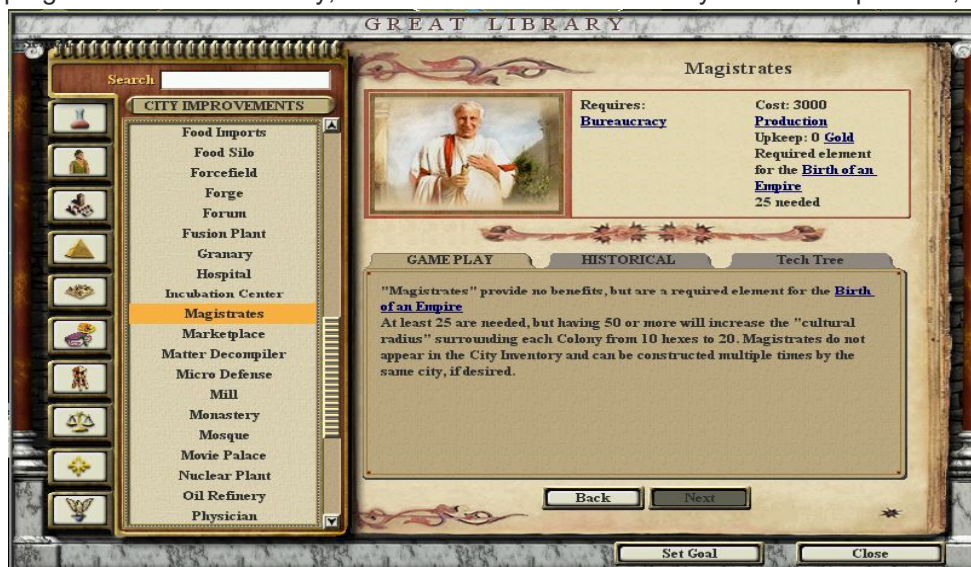 GREAT LIBRARY
Search
CITY IMPROVEMENTS
Food Imports
Food Silo
Forcefield
Forge
Forum
Fusion Plant
Granary
Hospital
Incubation Center
Magistrates
Marketplace
Matter Decompiler
Micro Defense
Mill
Monastery
Mosque
Movie Palace
Nuclear Plant
Oil Refinery
Physician
Magistrates
Requires:
Bureaucracy
Cost: 3000
Production
Upkeep: 0 Gold
Required element
for the Birth of an
Empire
25 needed
GAME PLAY
HISTORICAL
Tech Tree
"Magistrates" provide no benefits, but are a required element for the Birth
of an Empire
At least 25 are needed, but having 50 or more will increase the "cultural
radius" surrounding each Colony from 10 hexes to 20. Magistrates do not
appear in the City Inventory and can be constructed multiple times by the
same city, if desired.
Back
Next
Set Goal
Close